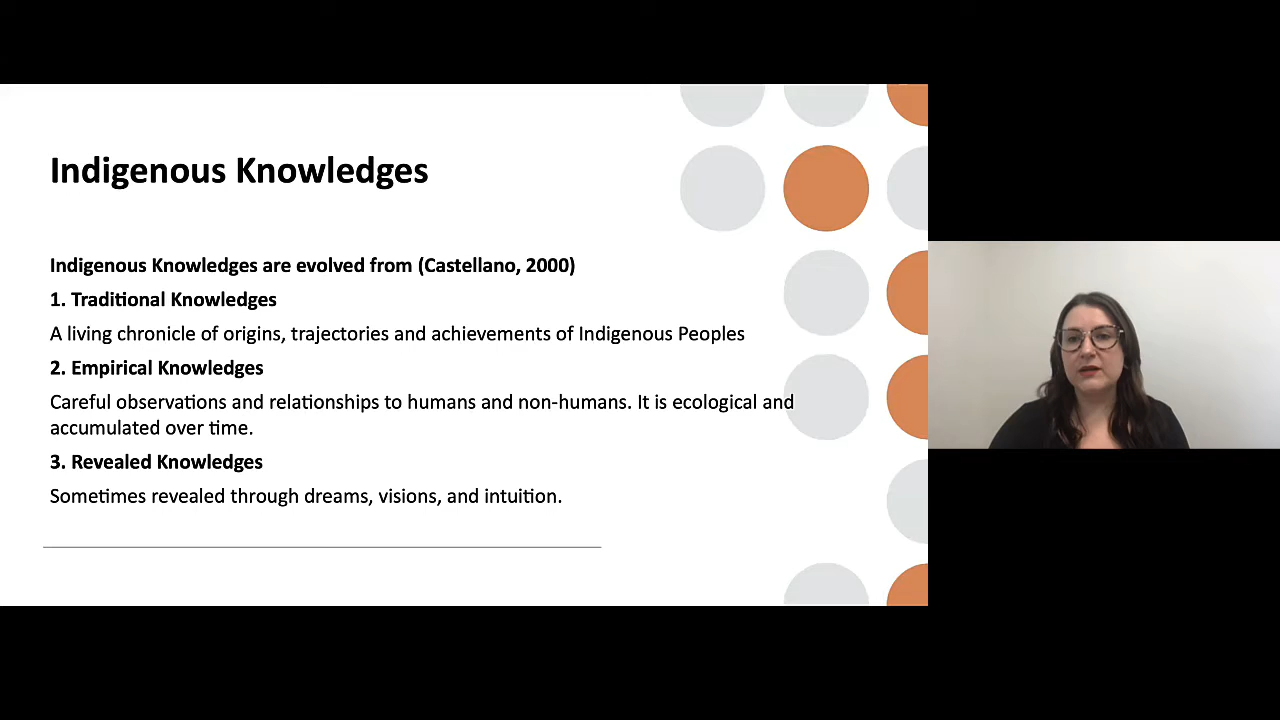 Indigenous Knowledges
Indigenous Knowledges are evolved from (Castellano, 2000)
1. Traditional Knowledges
A living chronicle of origins, trajectories and achievements of Indigenous Peoples
2. Empirical Knowledges
Careful observations and relationships to humans and non-humans. It is ecological and
accumulated over time.
3. Revealed Knowledges
Sometimes revealed through dreams, visions, and intuition.